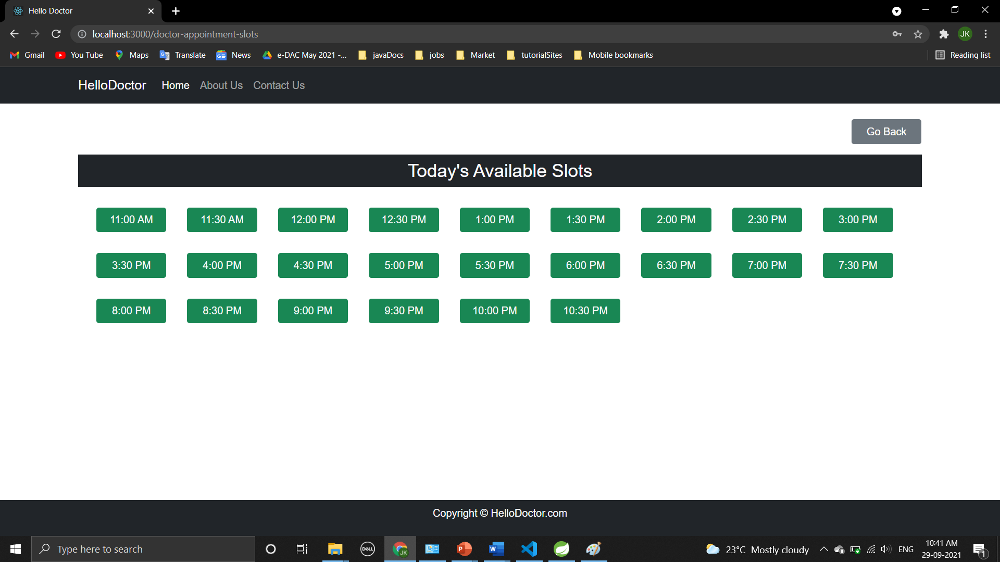 Hello Doctor
localhost:3000/doctor-appointment-slots
JK
Gmail You Tube Maps Translate News e-DAC May 2021 -... javaDocs jobs Market tutorialSites Mobile bookmarks Reading list
HelloDoctor Home About Us Contact Us
Go Back
Today's Available Slots
11:00 AM 11:30 AM 12:00 PM 12:30 PM 1:00 PM 1:30 PM 2:00 PM 2:30 PM 3:00 PM
3:30 PM 4:00 PM 4:30 PM 5:00 PM 5:30 PM 6:00 PM 6:30 PM 7:00 PM 7:30 PM
8:00 PM 8:30 PM 9:00 PM 9:30 PM 10:00 PM 10:30 PM
Copyright © HelloDoctor.com
Type here to search DELL JK P W 23°C Mostly cloudy ENG 10:41 AM
29-09-2021 1